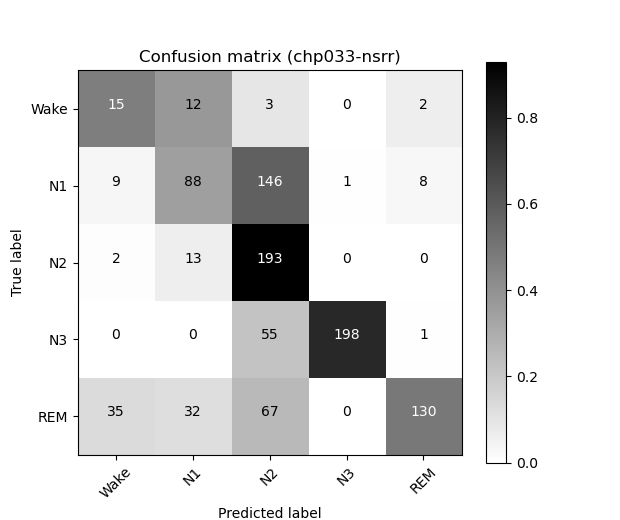 Confusion matrix (chp033-nsrr)
Wake 15 12 3 0 2
N1 9 88 146 1 8
N2 2 13 193 0 0
N3 0 0 55 198 1
REM 35 32 67 0 130
Wake N1 N2 N3 REM
Predicted label
True label
0.8
0.6
0.4
0.2
0.0